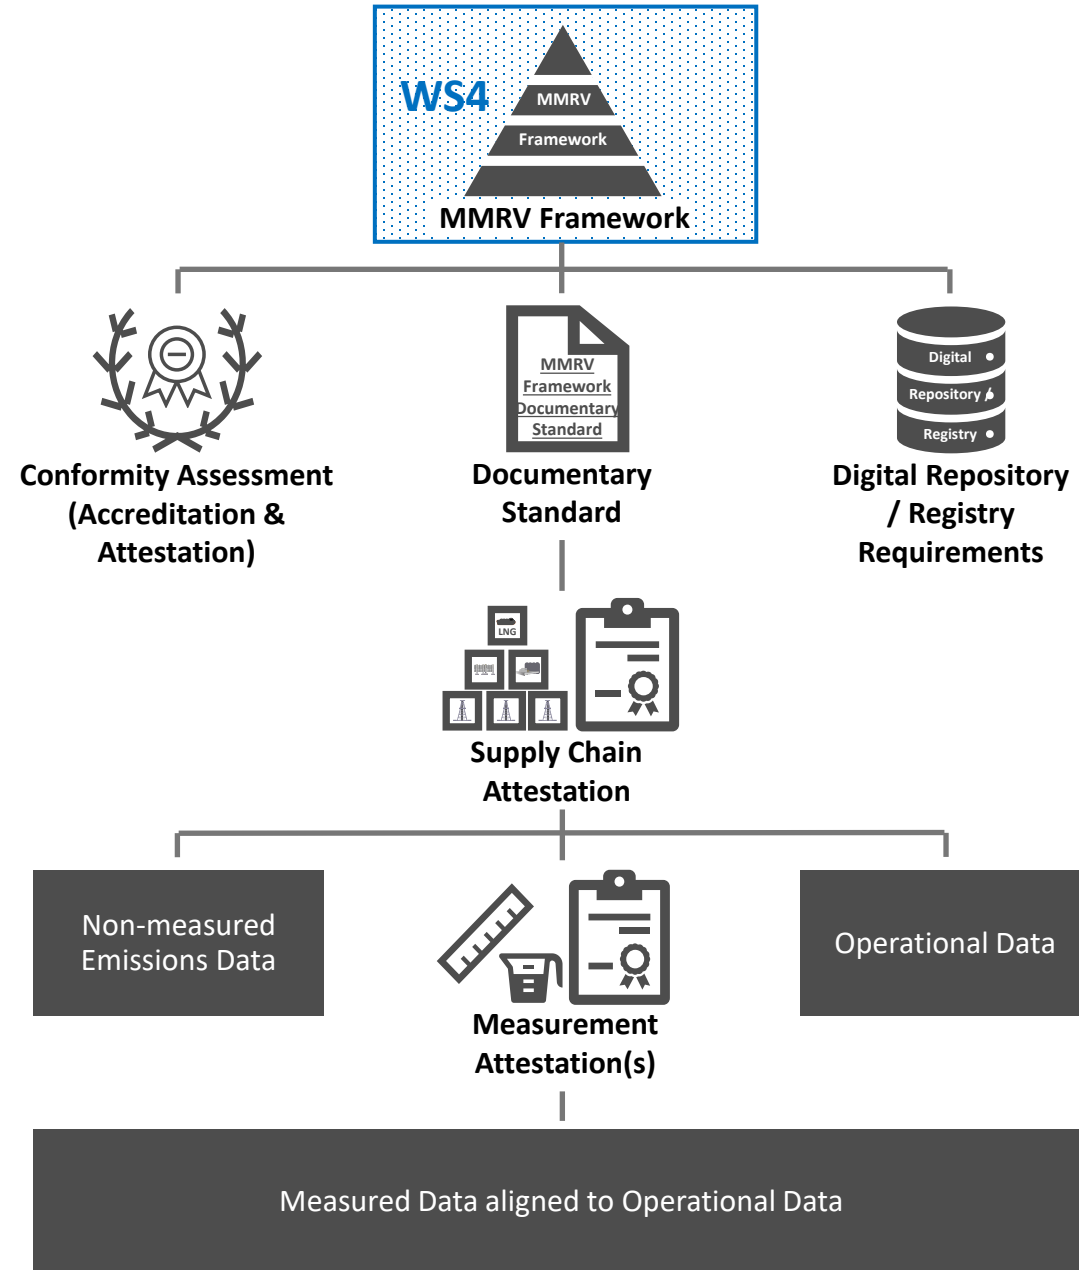 WS4
MMRV
Framework
MMRV Framework
MMRV
Framework
Documentary
Standard
Digital
Repository /
Registry
Conformity Assessment
(Accreditation &
Attestation)
Documentary
Standard
Digital Repository
/ Registry
Requirements
LNG
Supply Chain
Attestation
Non-measured
Emissions Data
Operational Data
Measurement
Attestation(s)
Measured Data aligned to Operational Data